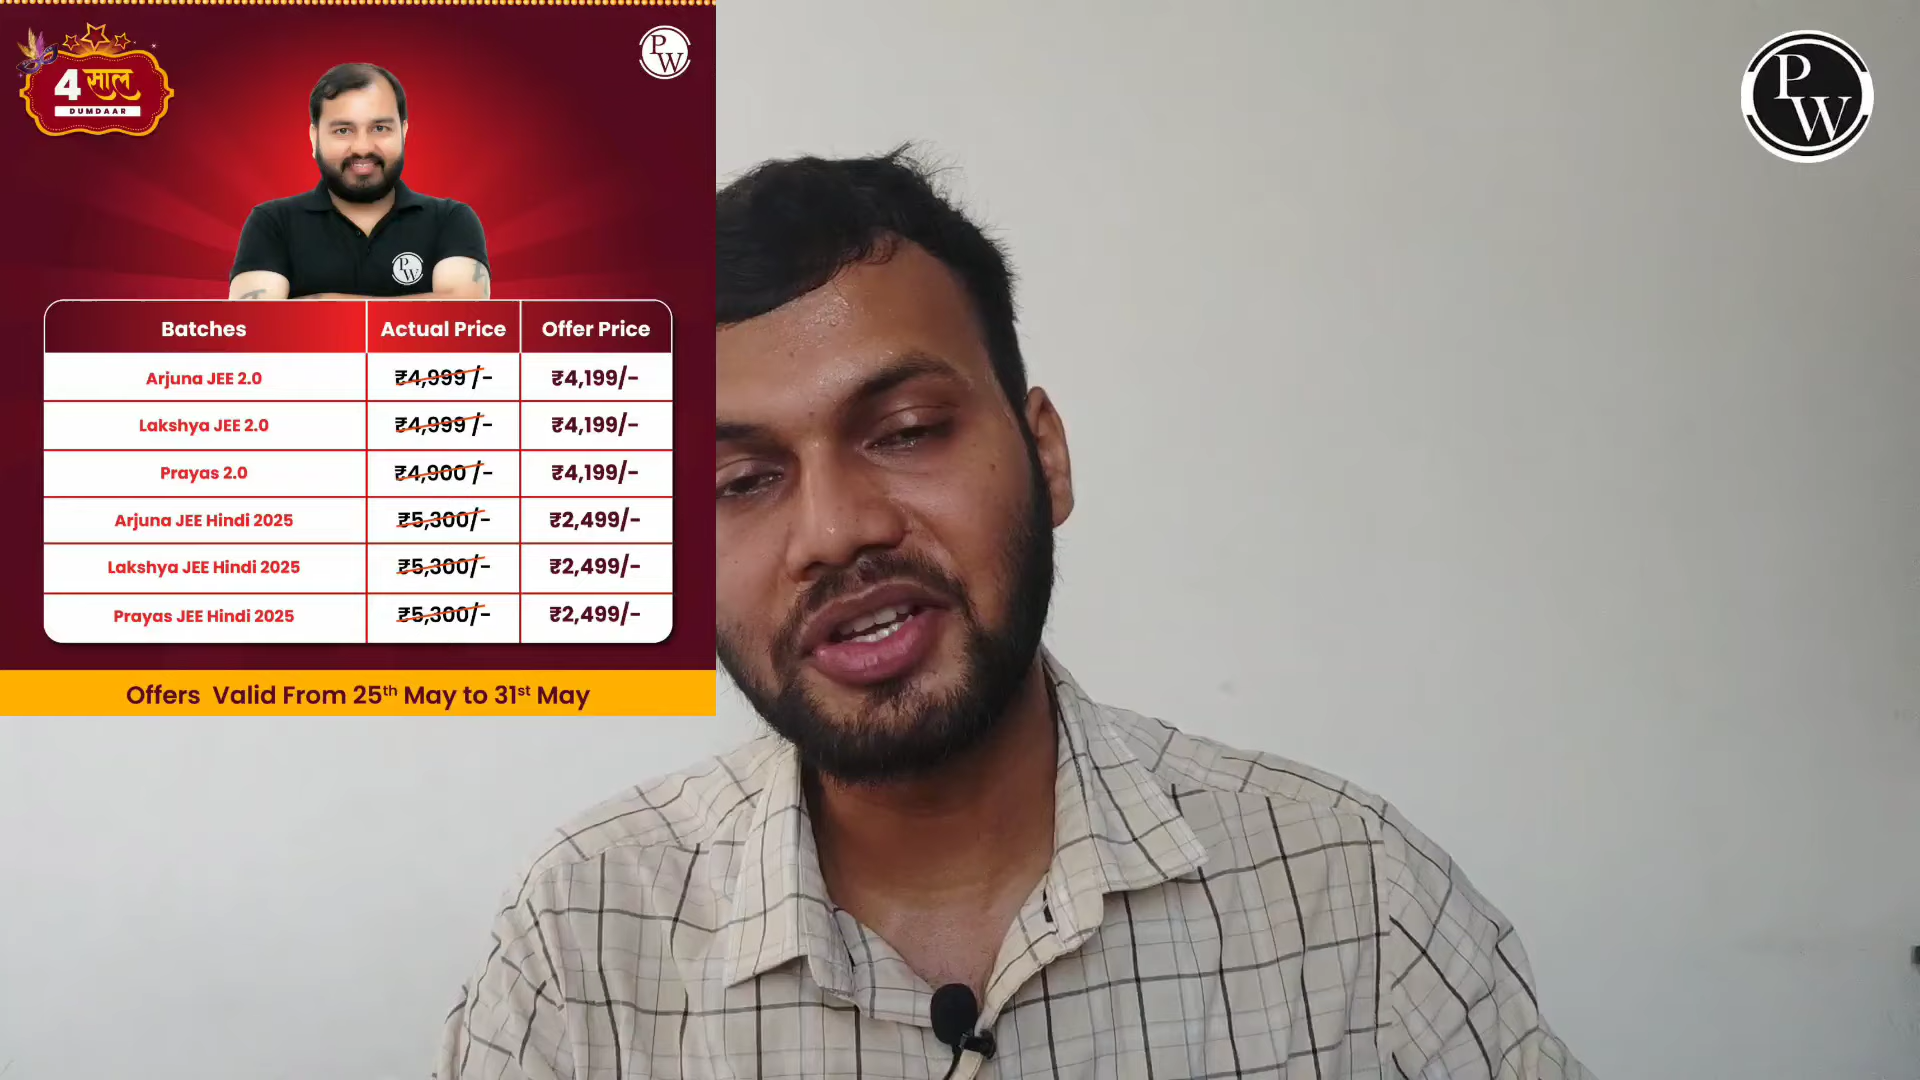 4 साल
DUMDAAR
PW
PW
PW
Batches Actual Price Offer Price
Arjuna JEE 2.0 ₹4,999/- ₹4,199/-
Lakshya JEE 2.0 ₹4,999/- ₹4,199/-
Prayas 2.0 ₹4,900/- ₹4,199/-
Arjuna JEE Hindi 2025 ₹5,300/- ₹2,499/-
Lakshya JEE Hindi 2025 ₹5,300/- ₹2,499/-
Prayas JEE Hindi 2025 ₹5,300/- ₹2,499/-
Offers Valid From 25th May to 31st May